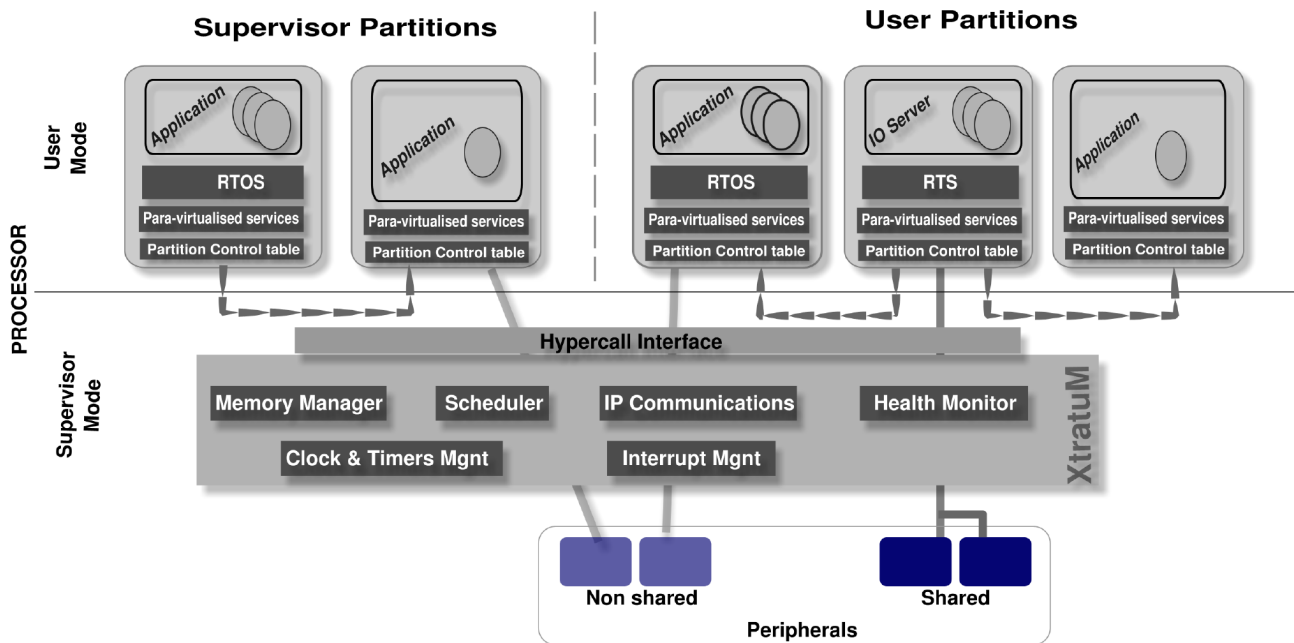 Supervisor Partitions
User Partitions
PROCESSOR
User
Mode
Application
RTOS
Para-virtualised services
Partition Control table
Application
Para-virtualised services
Partition Control table
Application
RTOS
Para-virtualised services
Partition Control table
IO Server
RTS
Para-virtualised services
Partition Control table
Application
Para-virtualised services
Partition Control table
Supervisor
Mode
Hypercall Interface
XtratuM
Memory Manager
Scheduler
IP Communications
Health Monitor
Clock & Timers Mgnt
Interrupt Mgnt
Non shared
Shared
Peripherals